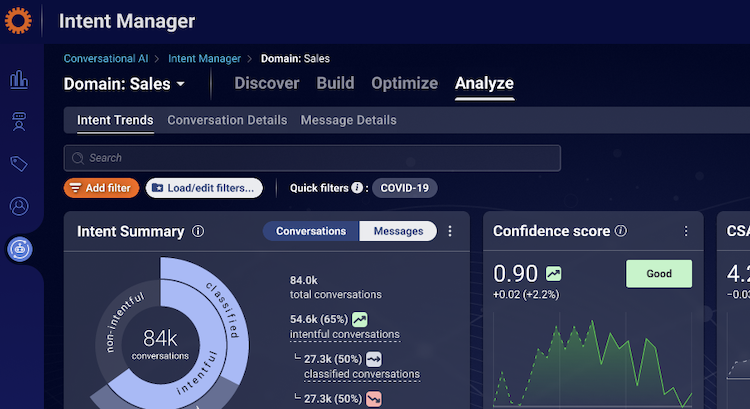 Intent Manager
Conversational AI > Intent Manager > Domain: Sales
Domain: Sales
Discover Build Optimize Analyze
Intent Trends Conversation Details Message Details
Search
Add filter Load/edit filters... Quick filters i : COVID-19
Intent Summary i Conversations Messages
84.0k
total conversations
54.6k (65%)
intentful conversations
27.3k (50%)
classified conversations
27.3k (50%)
non-intentful
classified
intentful
84k
conversations
Confidence score i
0.90 Good
+0.02 (+2.2%)
CSA
4.2
−0.03